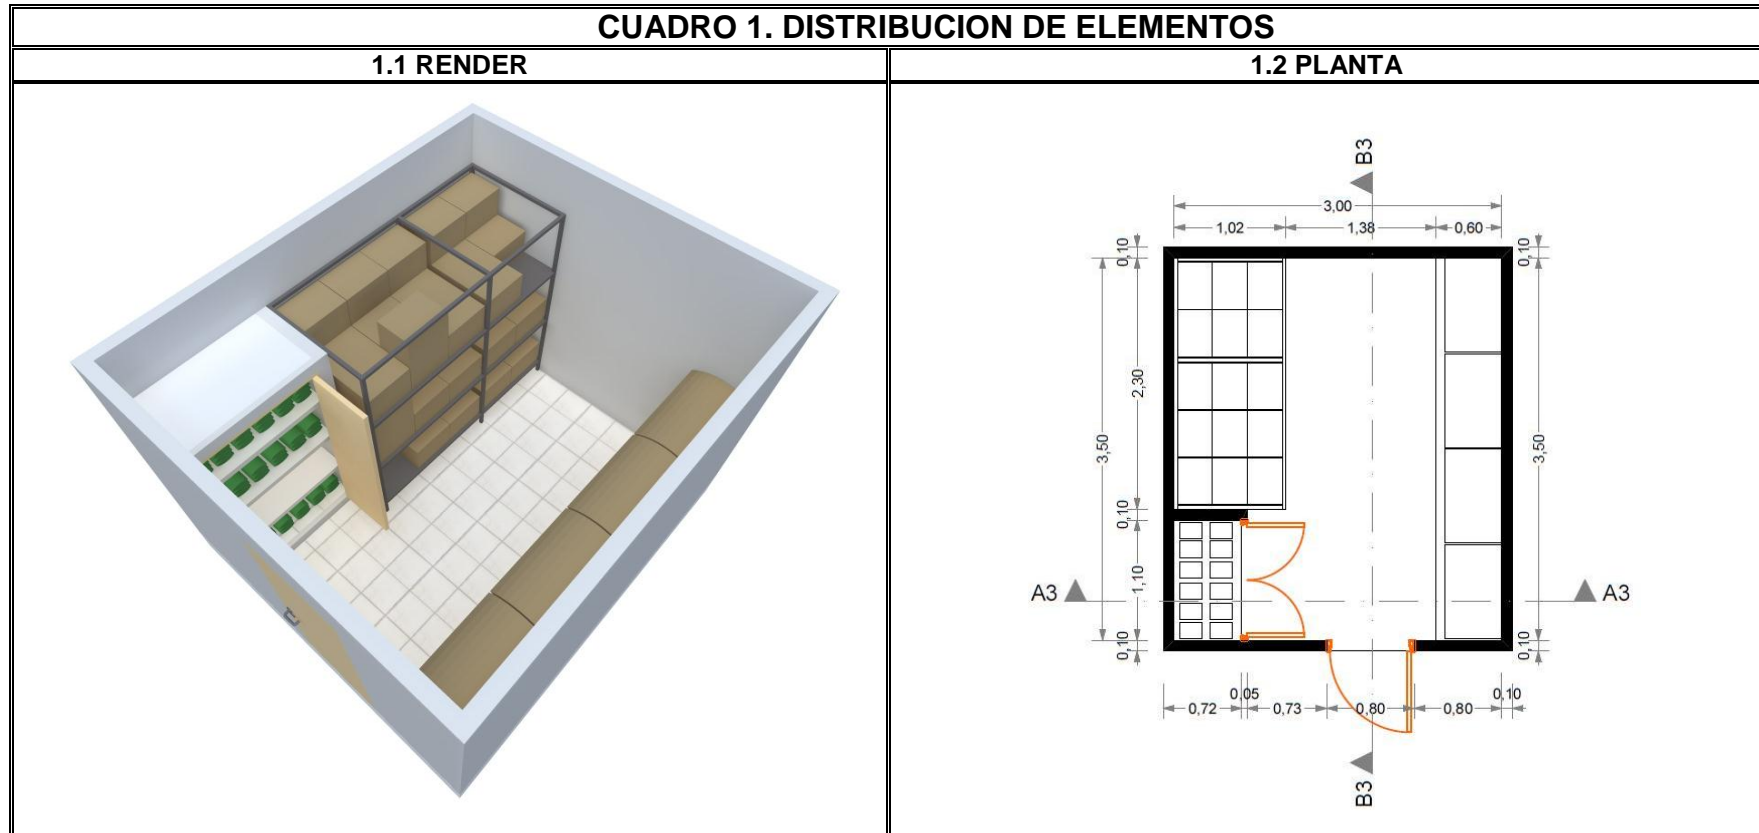 CUADRO 1. DISTRIBUCION DE ELEMENTOS
1.1 RENDER
1.2 PLANTA
B3
3,00
1,02
1,38
0,60
0,10
0,10
3,50
2,30
3,50
0,10
1,10
A3
A3
0,10
0,10
0,05
0,10
0,72
0,73
0,80
0,80
B3